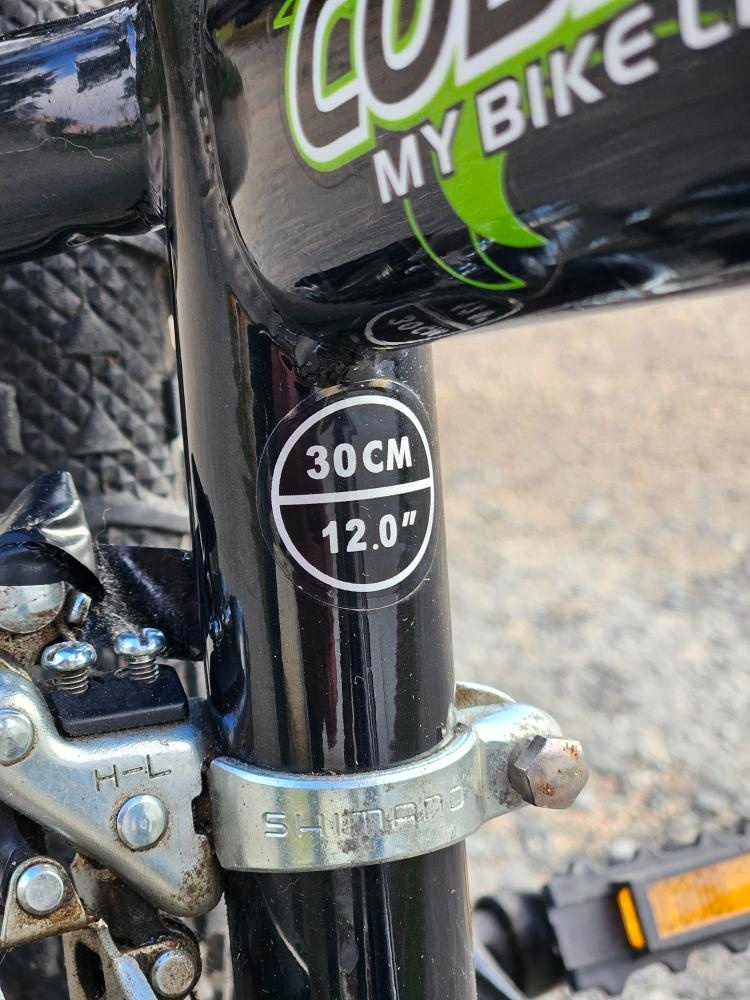 MY BIKE
30CM
12.0"
H-L
SHIMANO